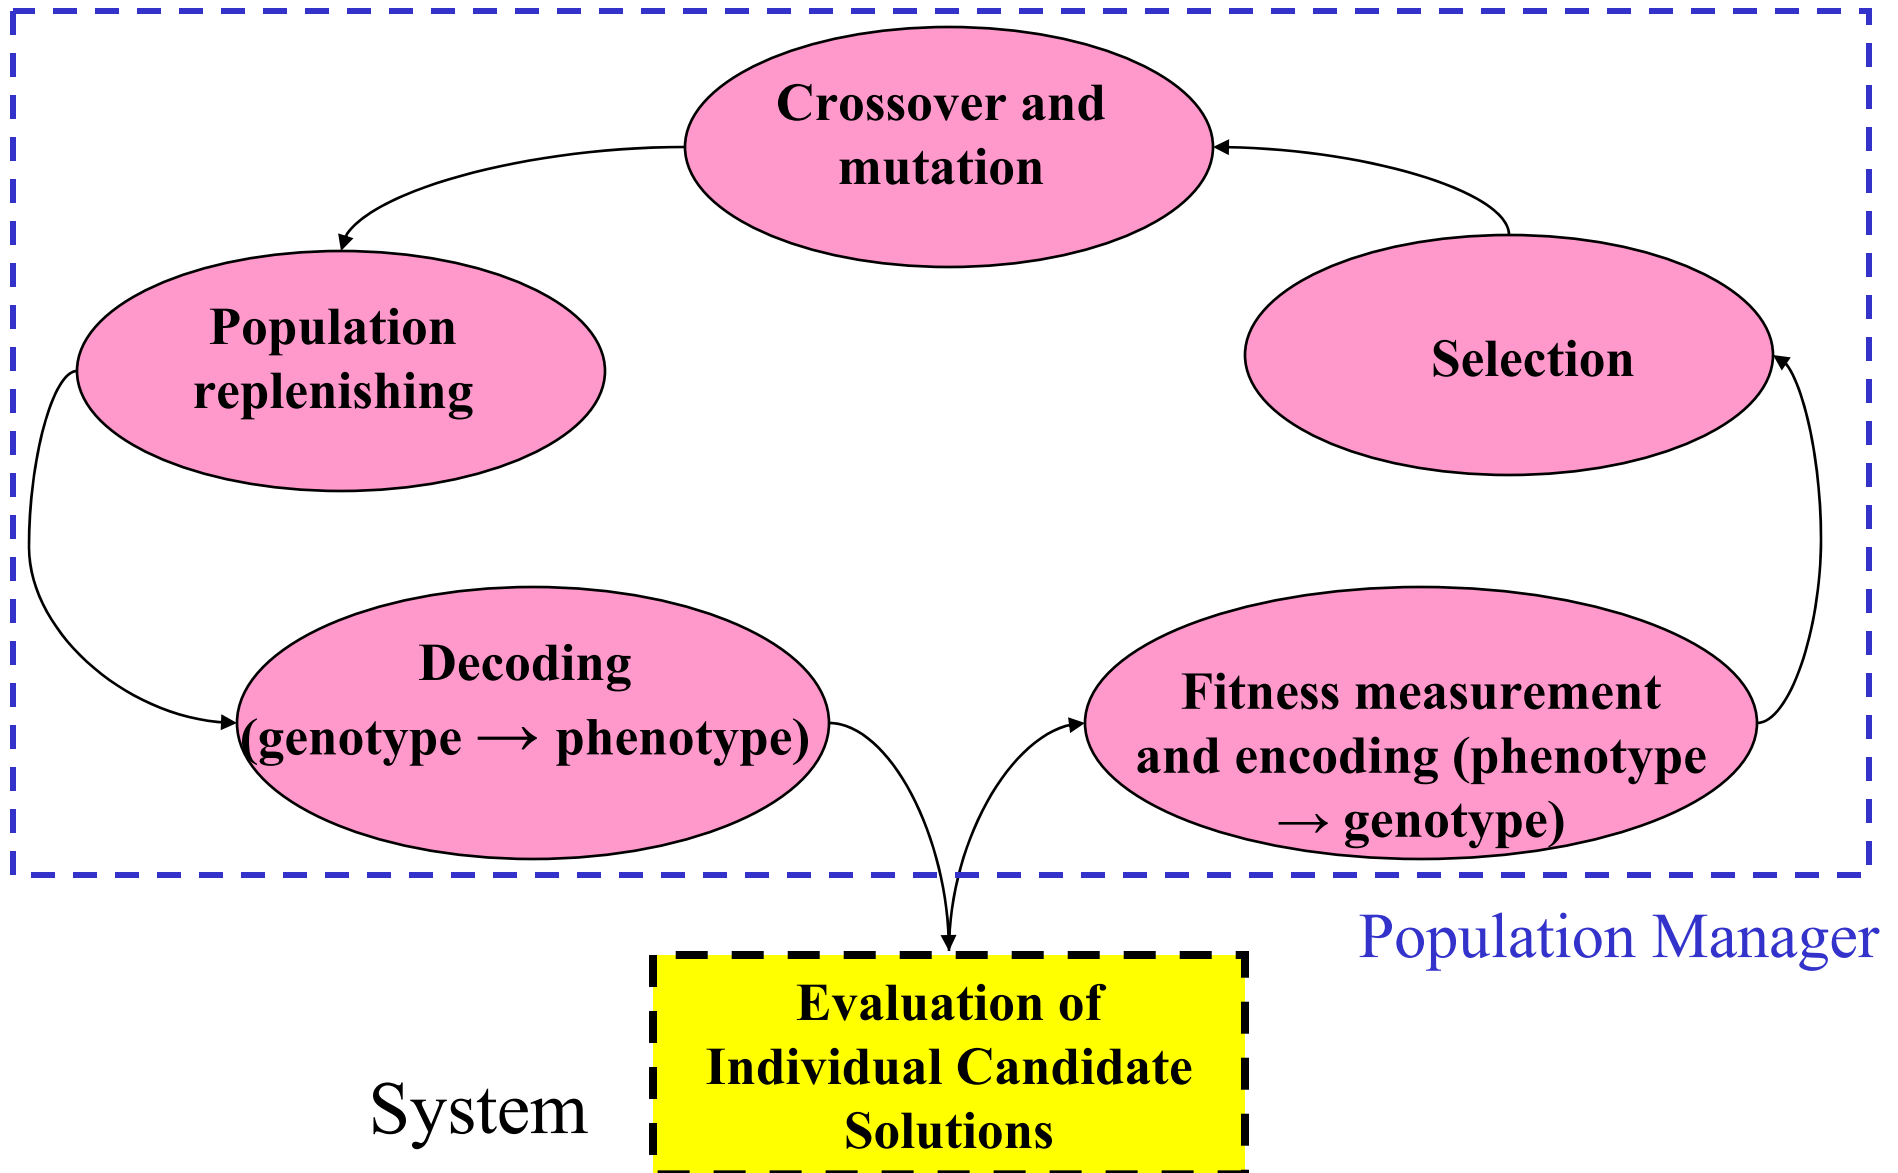 Crossover and
mutation
Population
replenishing
Selection
Decoding
(genotype → phenotype)
Fitness measurement
and encoding (phenotype
→ genotype)
Population Manager
Evaluation of
Individual Candidate
Solutions
System